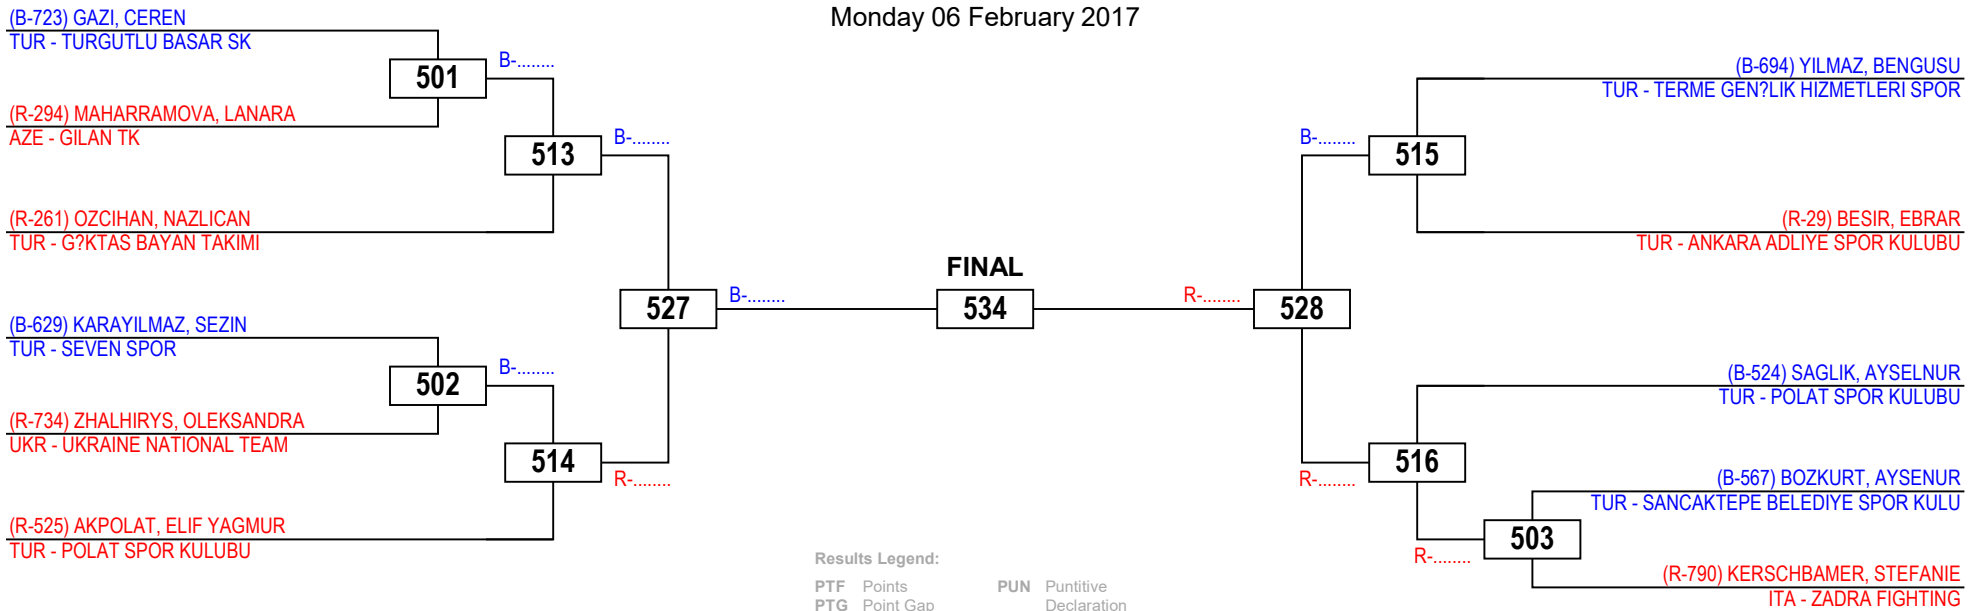 Monday 06 February 2017
(B-723) GAZI, CEREN
TUR - TURGUTLU BASAR SK
B-........
501
(R-294) MAHARRAMOVA, LANARA
AZE - GILAN TK
B-........
513
(R-261) OZCIHAN, NAZLICAN
TUR - G?KTAS BAYAN TAKIMI
527
B-........
(B-629) KARAYILMAZ, SEZIN
TUR - SEVEN SPOR
B-........
502
(R-734) ZHALHIRYS, OLEKSANDRA
UKR - UKRAINE NATIONAL TEAM
514
R-........
(R-525) AKPOLAT, ELIF YAGMUR
TUR - POLAT SPOR KULUBU
FINAL
534
(B-694) YILMAZ, BENGUSU
TUR - TERME GEN?LIK HIZMETLERI SPOR
B-........
515
(R-29) BESIR, EBRAR
TUR - ANKARA ADLIYE SPOR KULUBU
R-........
528
(B-524) SAGLIK, AYSELNUR
TUR - POLAT SPOR KULUBU
516
R-........
(B-567) BOZKURT, AYSENUR
TUR - SANCAKTEPE BELEDIYE SPOR KULU
503
R-........
(R-790) KERSCHBAMER, STEFANIE
ITA - ZADRA FIGHTING
Results Legend:
PTF Points PUN Puntitive
PTG Point Gap Declaration